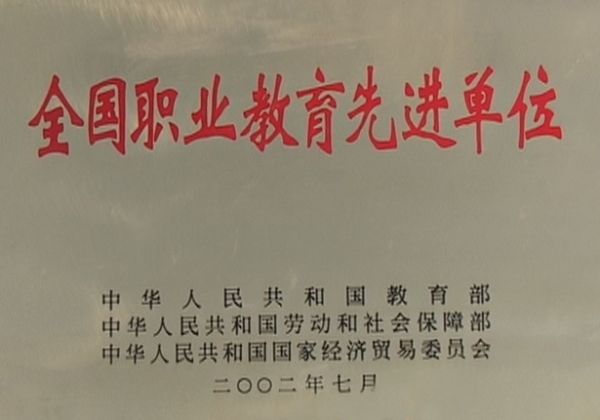 全国职业教育先进单位
中华人民共和国教育部
中华人民共和国劳动和社会保障部
中华人民共和国国家经济贸易委员会
二〇〇二年七月